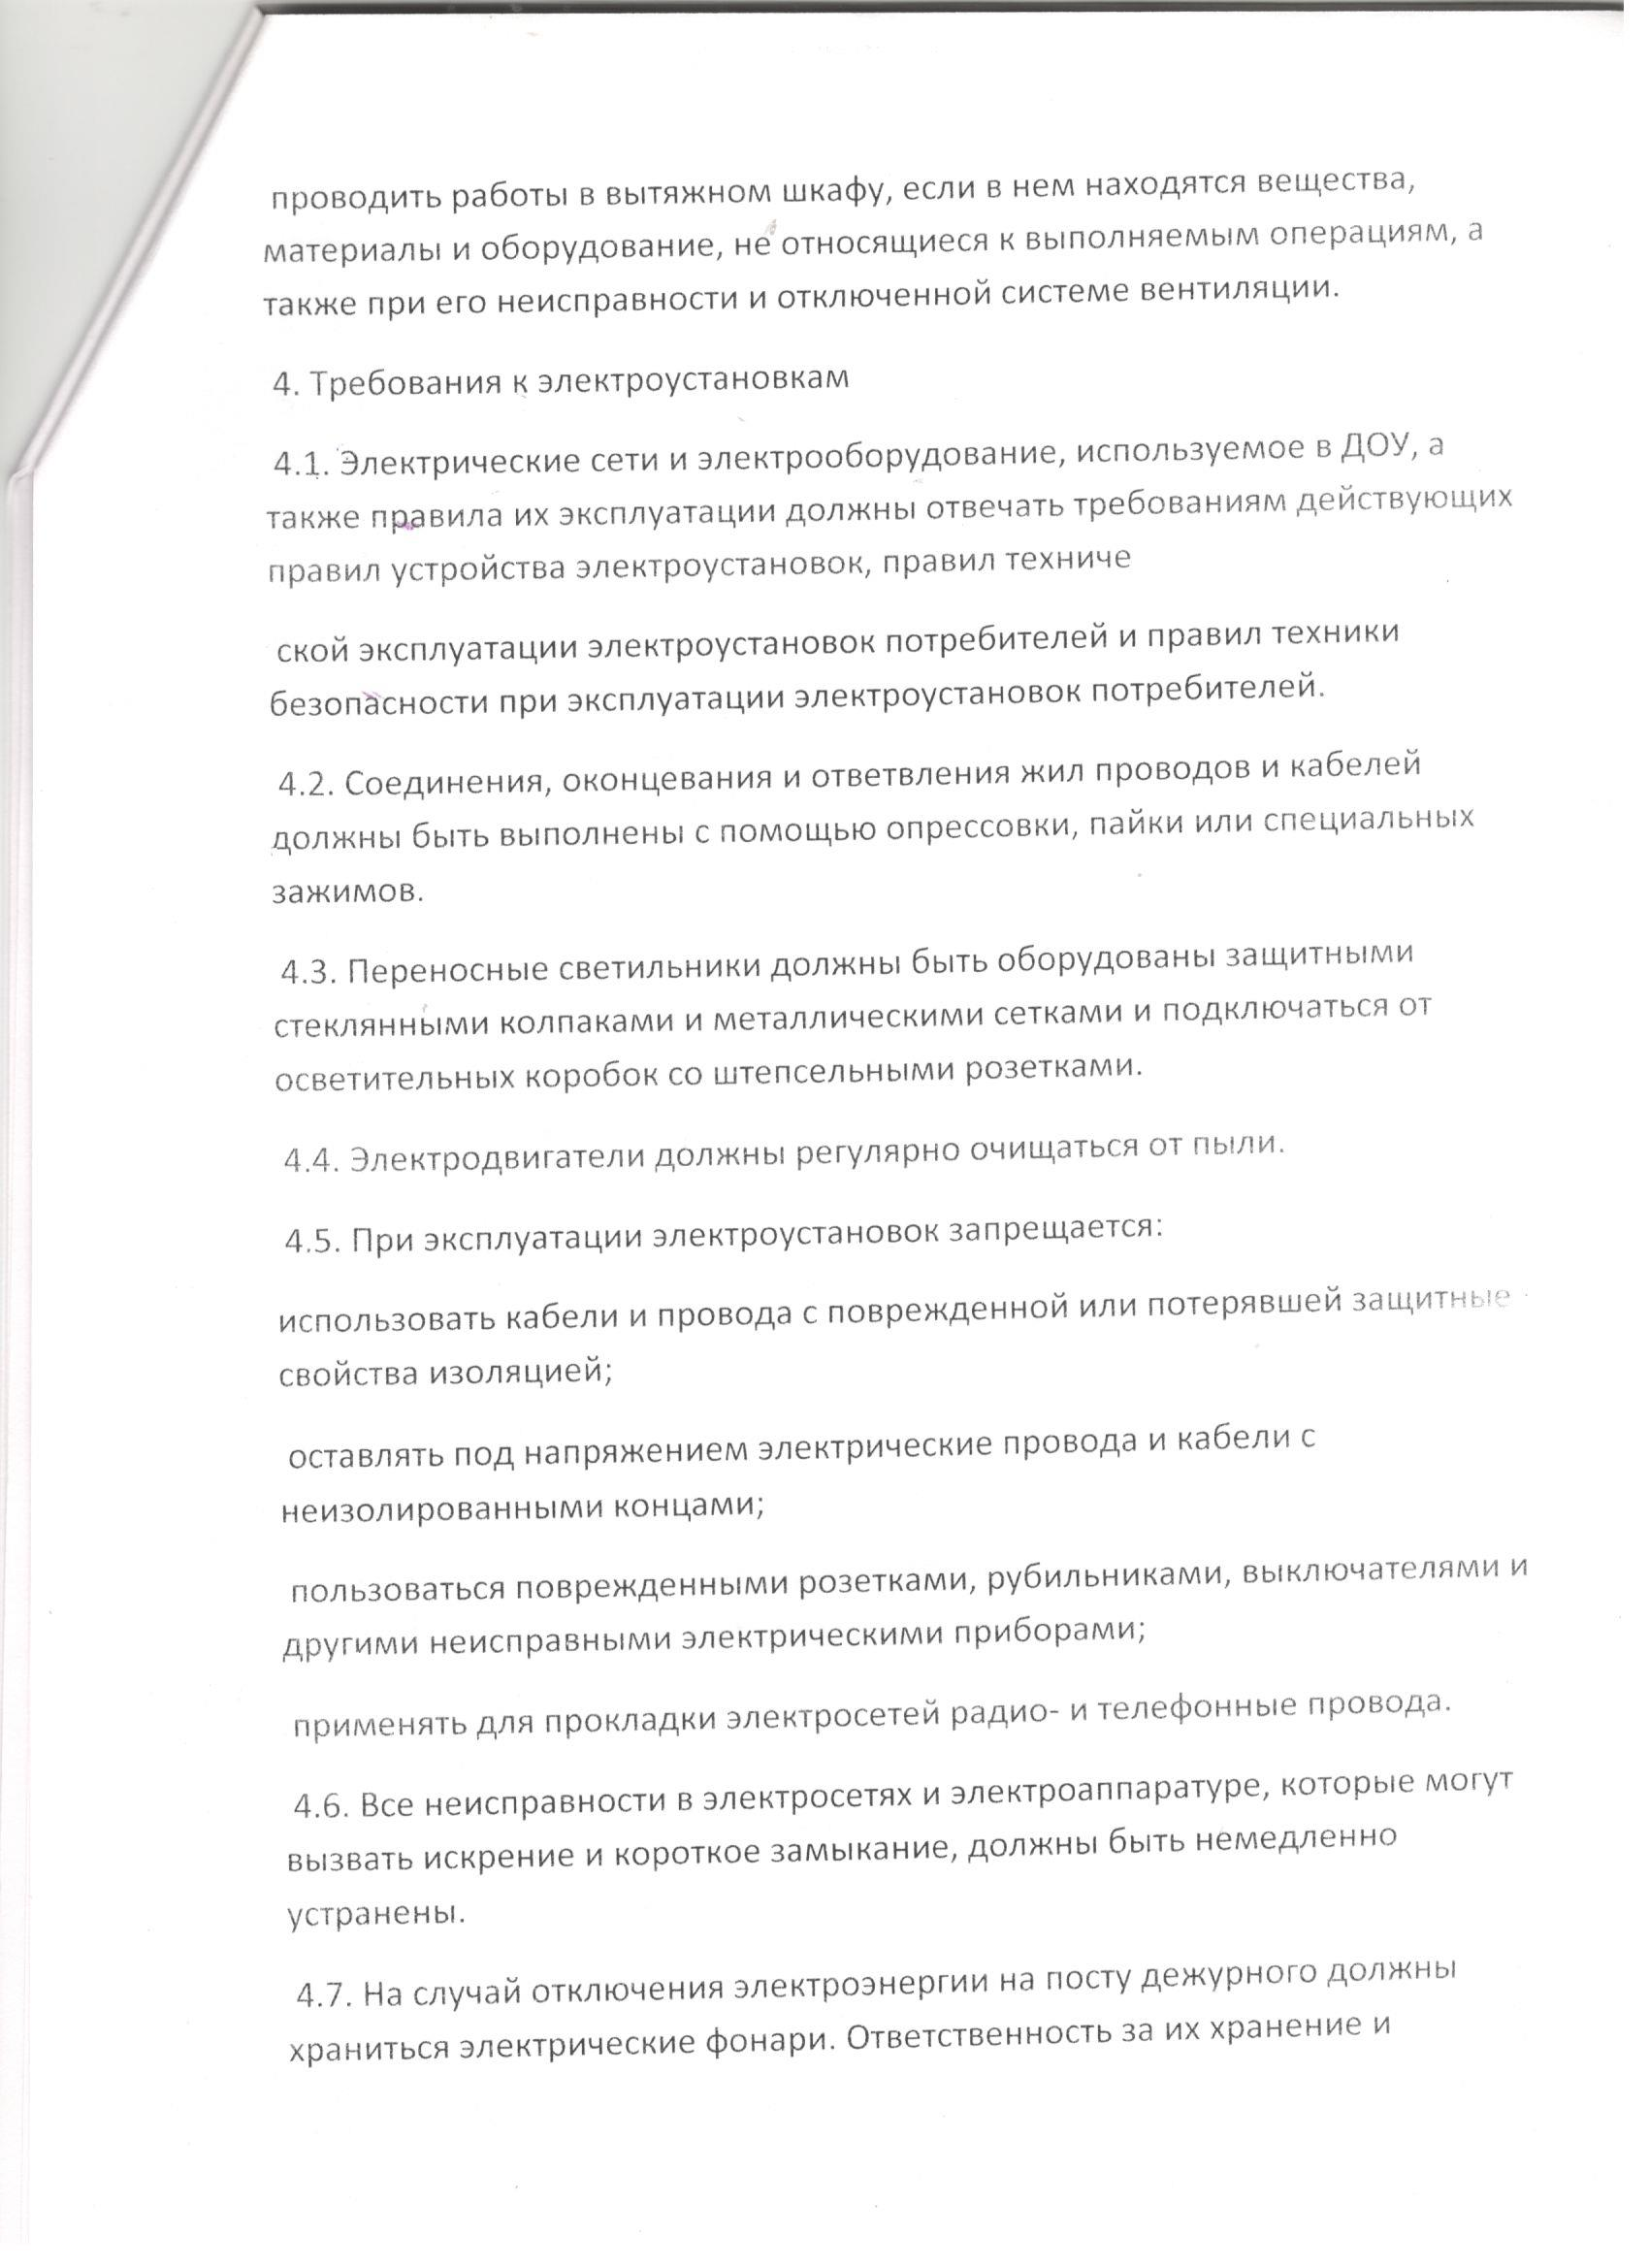 проводить работы в вытяжном шкафу, если в нем находятся вещества,
материалы и оборудование, не относящиеся к выполняемым операциям, а
также при его неисправности и отключенной системе вентиляции.
4. Требования к электроустановкам
4.1. Электрические сети и электрооборудование, используемое в ДОУ, а
также правила их эксплуатации должны отвечать требованиям действующих
правил устройства электроустановок, правил техниче
ской эксплуатации электроустановок потребителей и правил техники
безопасности при эксплуатации электроустановок потребителей.
4.2. Соединения, оконцевания и ответвления жил проводов и кабелей
должны быть выполнены с помощью опрессовки, пайки или специальных
зажимов.
4.3. Переносные светильники должны быть оборудованы защитными
стеклянными колпаками и металлическими сетками и подключаться от
осветительных коробок со штепсельными розетками.
4.4. Электродвигатели должны регулярно очищаться от пыли.
4.5. При эксплуатации электроустановок запрещается:
использовать кабели и провода с поврежденной или потерявшей защитные
свойства изоляцией;
оставлять под напряжением электрические провода и кабели с
неизолированными концами;
пользоваться поврежденными розетками, рубильниками, выключателями и
другими неисправными электрическими приборами;
применять для прокладки электросетей радио- и телефонные провода.
4.6. Все неисправности в электросетях и электроаппаратуре, которые могут
вызвать искрение и короткое замыкание, должны быть немедленно
устранены.
4.7. На случай отключения электроэнергии на посту дежурного должны
храниться электрические фонари. Ответственность за их хранение и